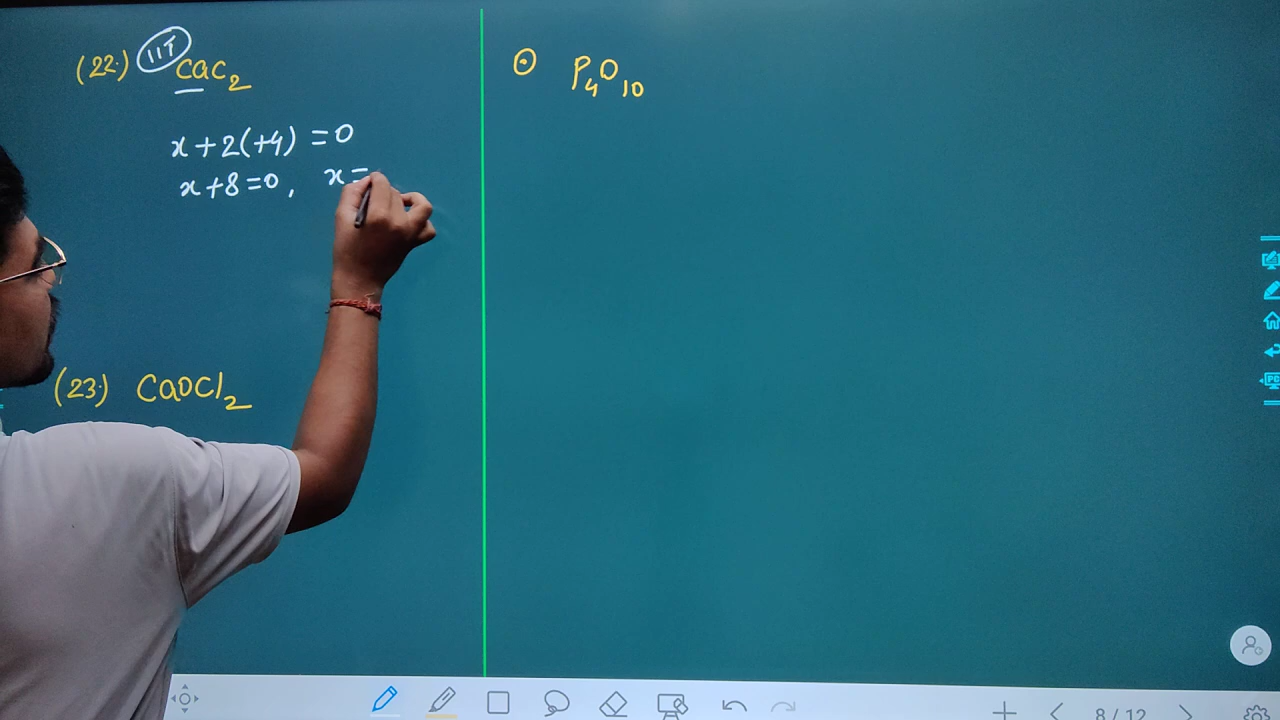 (22.) IIT CaC2
x + 2(+4) = 0
x + 8 = 0, x =
(23.) CaOCl2
⊙ P4O10
8 / 12